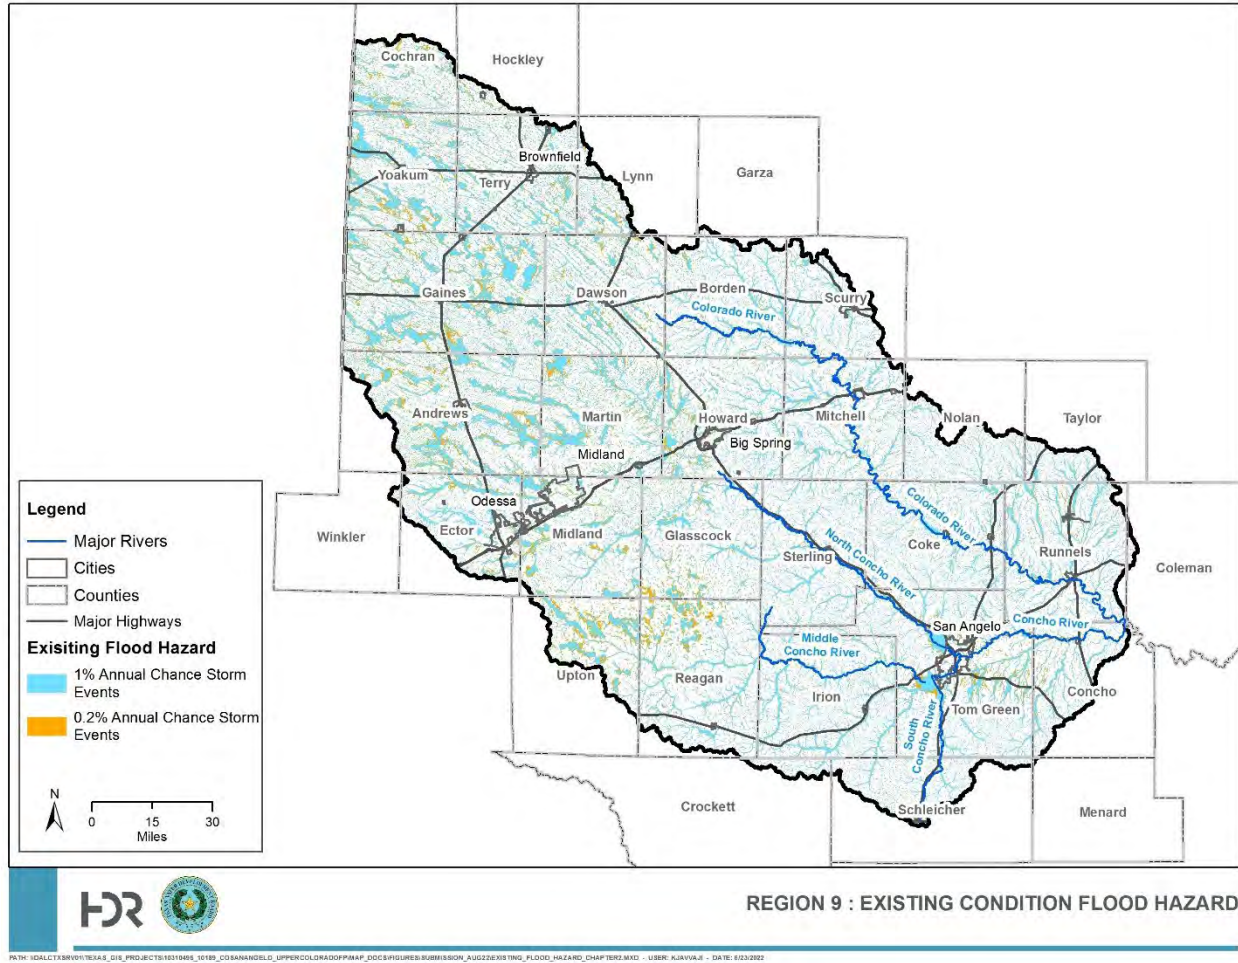 Cochran
Hockley
Brownfield
Yoakum
Terry
Lynn
Garza
Gaines
Dawson
Borden
Scurry
Colorado River
Andrews
Martin
Howard
Mitchell
Nolan
Taylor
Big Spring
Midland
Odessa
Winkler
Ector
Midland
Glasscock
Sterling
North Concho River
Colorado River
Coke
Runnels
Coleman
San Angelo
Concho River
Middle
Concho River
Upton
Reagan
Irion
Tom Green
Concho
South
Concho River
Crockett
Schleicher
Menard
Legend
Major Rivers
Cities
Counties
Major Highways
Exisiting Flood Hazard
1% Annual Chance Storm
Events
0.2% Annual Chance Storm
Events
N
0 15 30
Miles
HDR
REGION 9 : EXISTING CONDITION FLOOD HAZARD